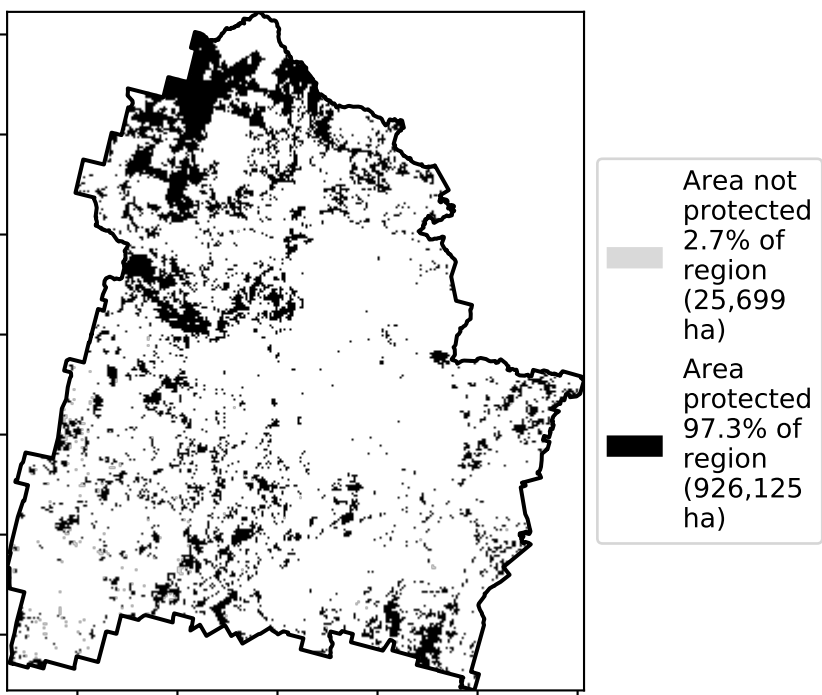 Area not
protected
2.7% of
region
(25,699
ha)
Area
protected
97.3% of
region
(926,125
ha)